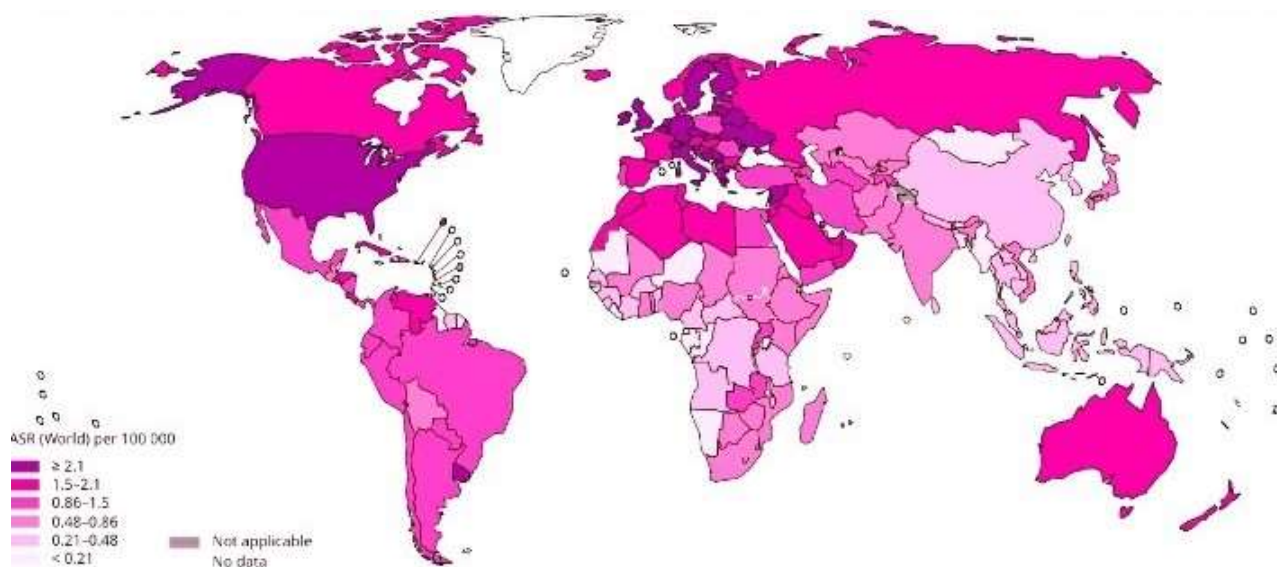 ASR (World) per 100 000
≥ 2.1
1.5–2.1
0.86–1.5
0.48–0.86
0.21–0.48
< 0.21
Not applicable
No data